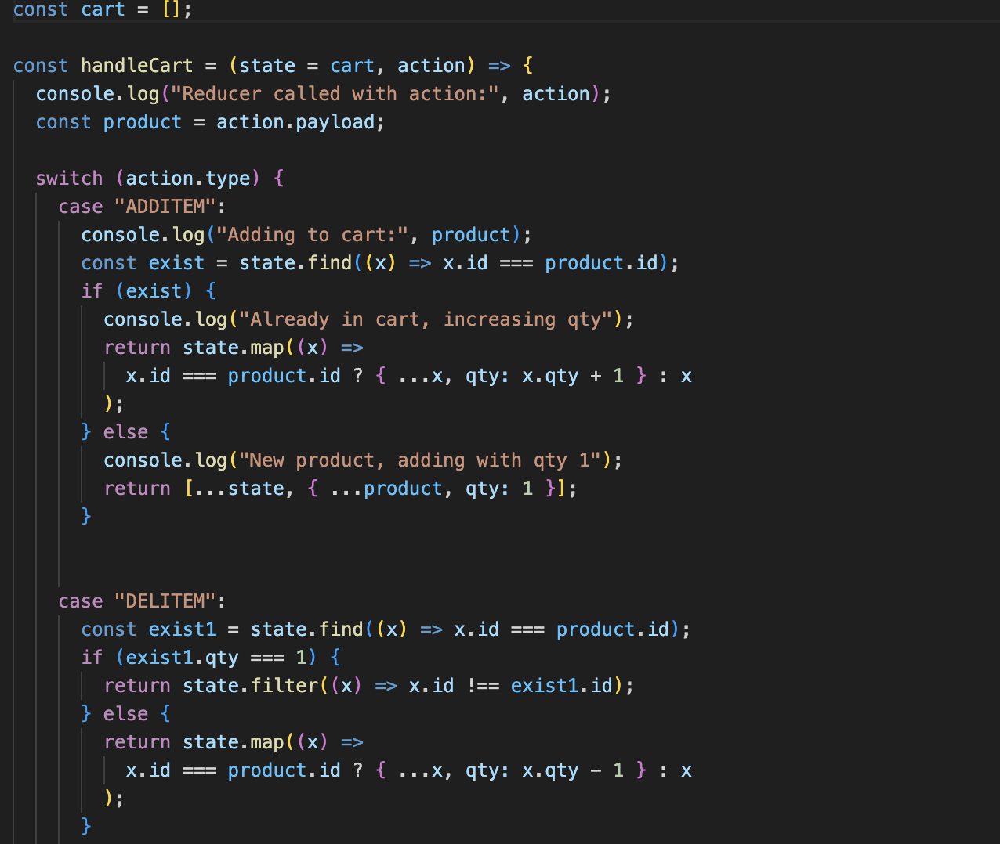 const cart = [];
const handleCart = (state = cart, action) => {
console.log("Reducer called with action:", action);
const product = action.payload;
switch (action.type) {
case "ADDITEM":
console.log("Adding to cart:", product);
const exist = state.find((x) => x.id === product.id);
if (exist) {
console.log("Already in cart, increasing qty");
return state.map((x) =>
x.id === product.id ? { ...x, qty: x.qty + 1 } : x
);
} else {
console.log("New product, adding with qty 1");
return [...state, { ...product, qty: 1 }];
}
case "DELITEM":
const exist1 = state.find((x) => x.id === product.id);
if (exist1.qty === 1) {
return state.filter((x) => x.id !== exist1.id);
} else {
return state.map((x) =>
x.id === product.id ? { ...x, qty: x.qty - 1 } : x
);
}